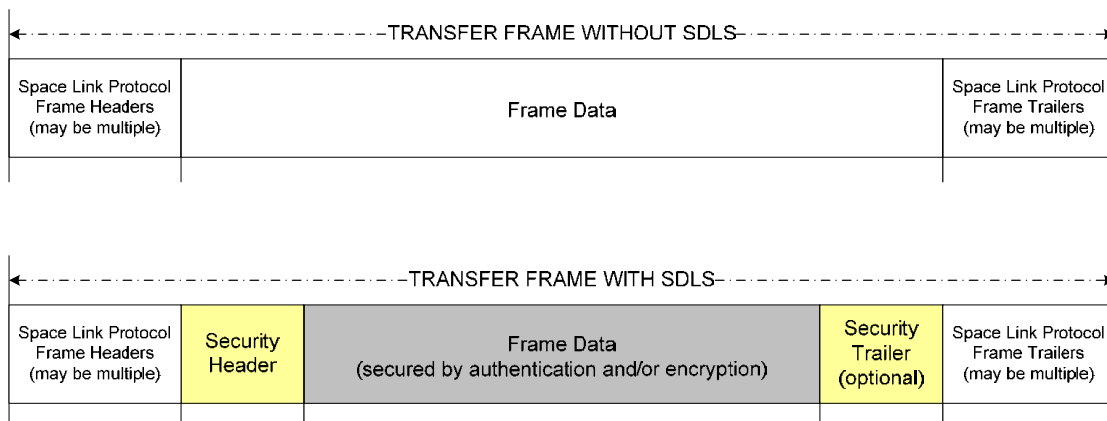 TRANSFER FRAME WITHOUT SDLS
Space Link Protocol
Frame Headers
(may be multiple)
Frame Data
Space Link Protocol
Frame Trailers
(may be multiple)
TRANSFER FRAME WITH SDLS
Space Link Protocol
Frame Headers
(may be multiple)
Security
Header
Frame Data
(secured by authentication and/or encryption)
Security
Trailer
(optional)
Space Link Protocol
Frame Trailers
(may be multiple)